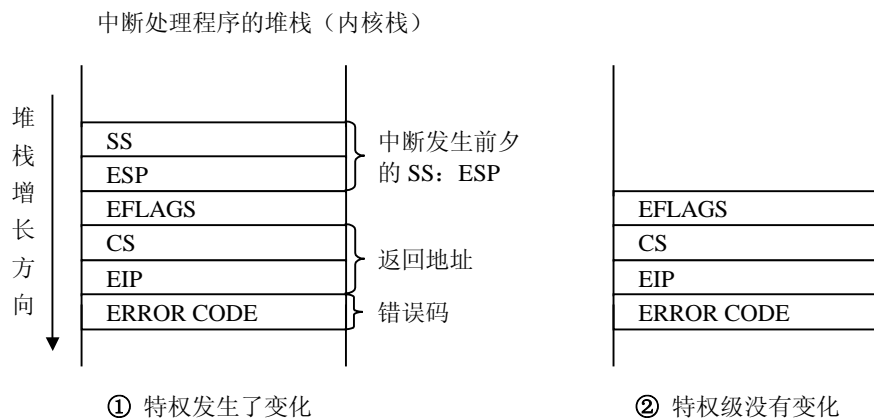 中断处理程序的堆栈（内核栈）
堆栈增长方向
SS
ESP
EFLAGS
CS
EIP
ERROR CODE
中断发生前夕
的 SS：ESP
返回地址
错误码
① 特权发生了变化
EFLAGS
CS
EIP
ERROR CODE
② 特权级没有变化